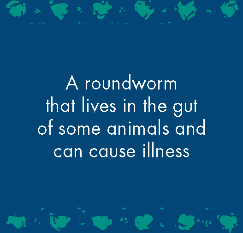 A roundworm
that lives in the gut
of some animals and
can cause illness